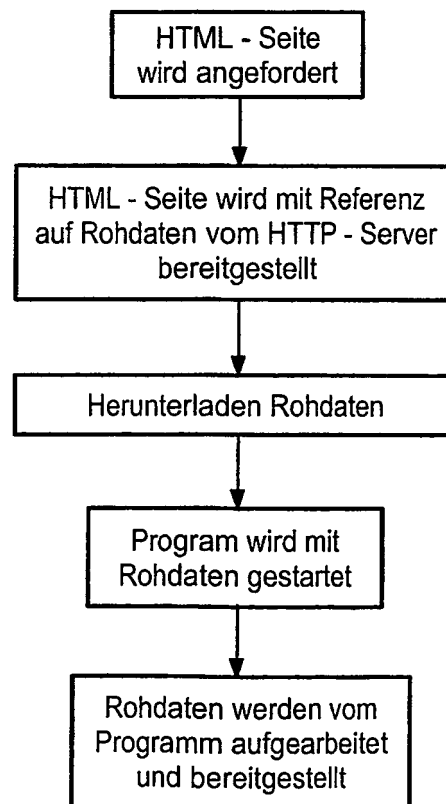 HTML - Seite
wird angefordert
HTML - Seite wird mit Referenz
auf Rohdaten vom HTTP - Server
bereitgestellt
Herunterladen Rohdaten
Program wird mit
Rohdaten gestartet
Rohdaten werden vom
Programm aufgearbeitet
und bereitgestellt